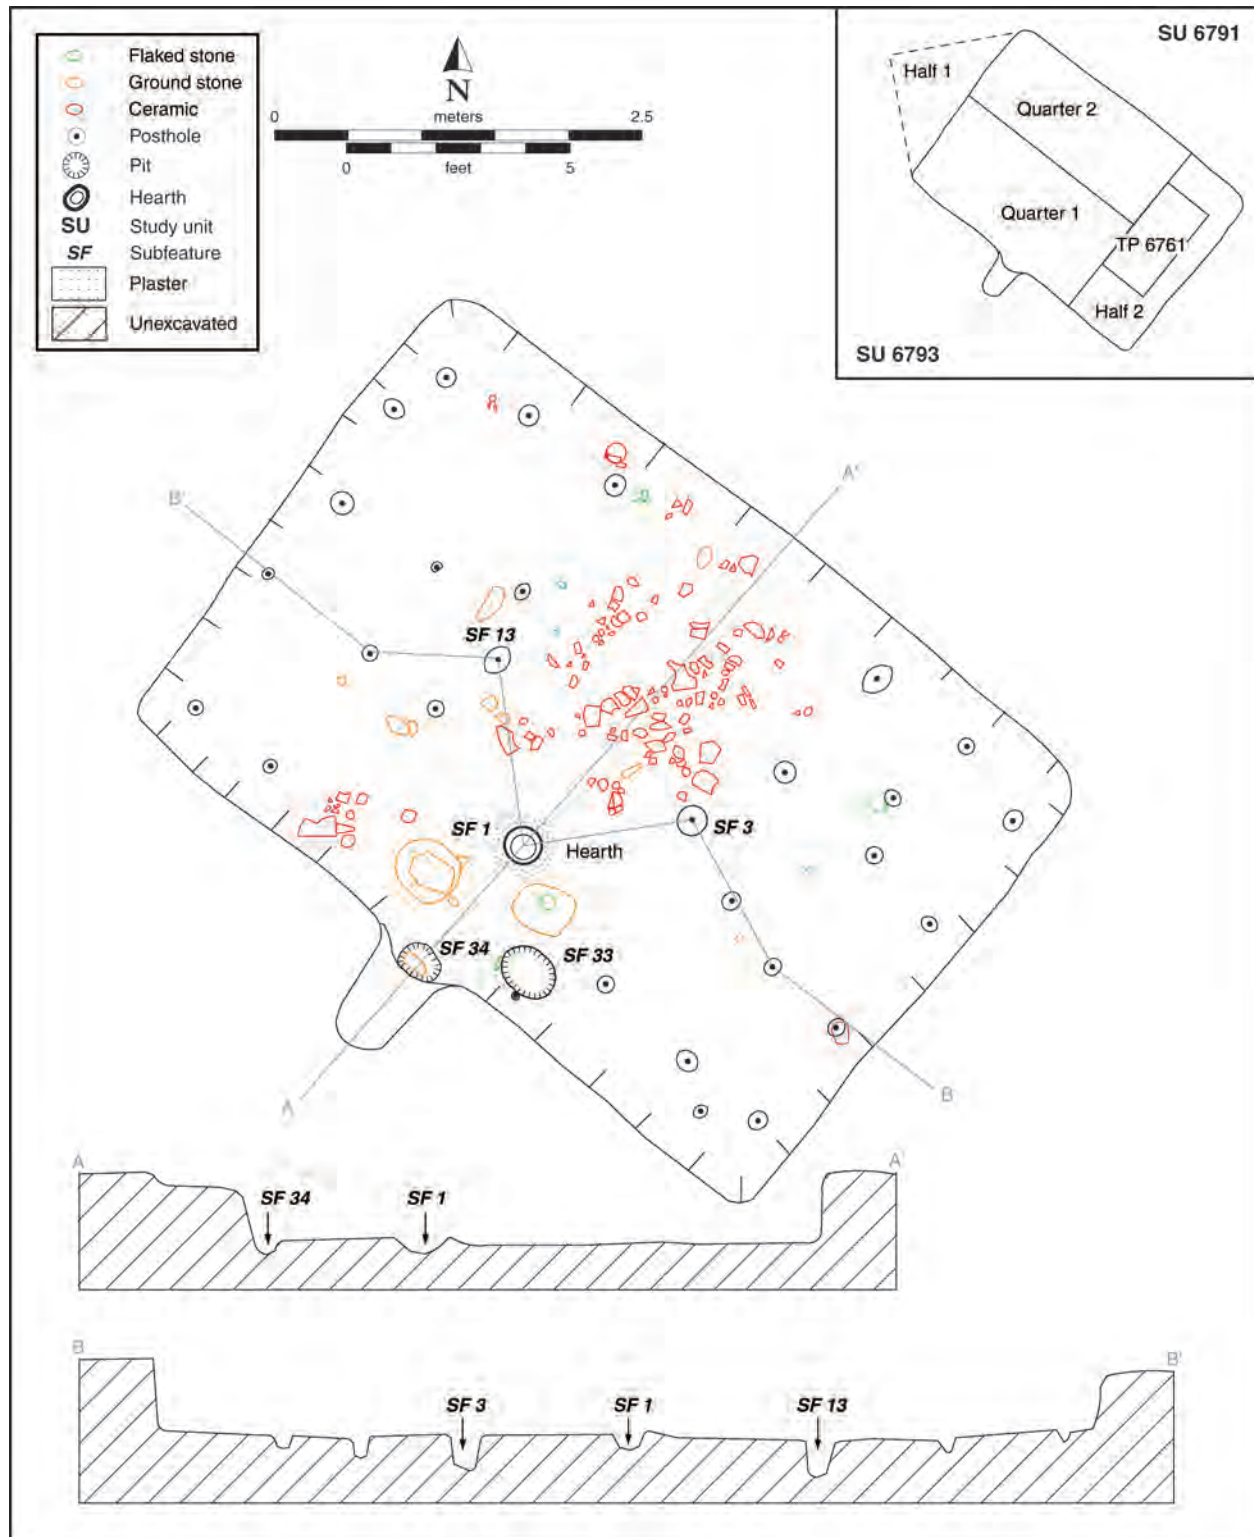 Flaked stone
Ground stone
Ceramic
Posthole
Pit
Hearth
SU Study unit
SF Subfeature
Plaster
Unexcavated
N
0 meters 2.5
0 feet 5
SU 6791
Half 1
Quarter 2
Quarter 1
TP 6761
Half 2
SU 6793
A'
B'
SF 13
SF 1
Hearth
SF 3
SF 34
SF 33
A
B
A A'
SF 34 SF 1
B B'
SF 3 SF 1 SF 13